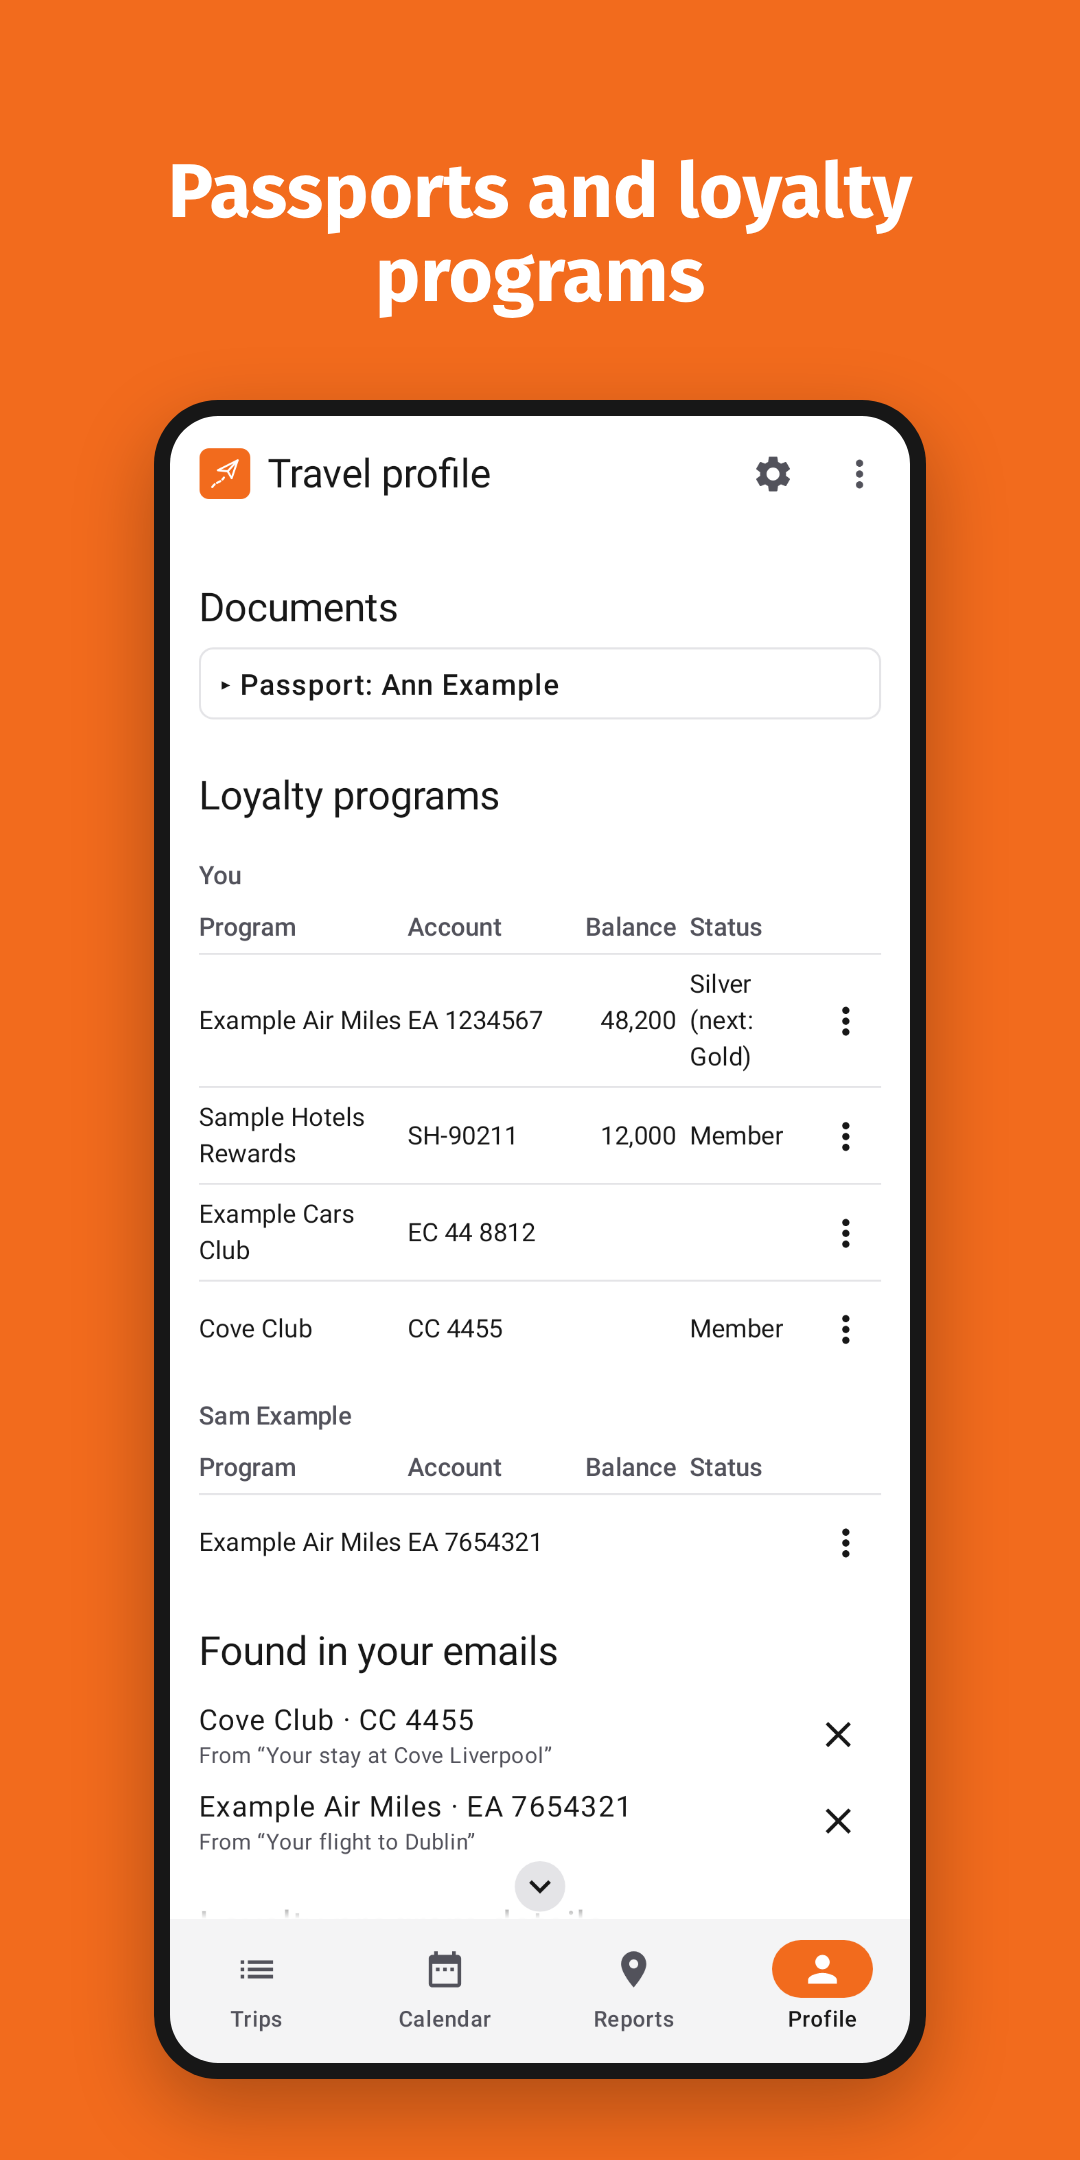 Passports and loyalty
programs
Travel profile
Documents
▸ Passport: Ann Example
Loyalty programs
You
Program Account Balance Status
Example Air Miles EA 1234567 48,200 Silver
(next:
Gold)
Sample Hotels
Rewards SH-90211 12,000 Member
Example Cars
Club EC 44 8812
Cove Club CC 4455 Member
Sam Example
Program Account Balance Status
Example Air Miles EA 7654321
Found in your emails
Cove Club · CC 4455
From “Your stay at Cove Liverpool”
Example Air Miles · EA 7654321
From “Your flight to Dublin”
Trips Calendar Reports Profile